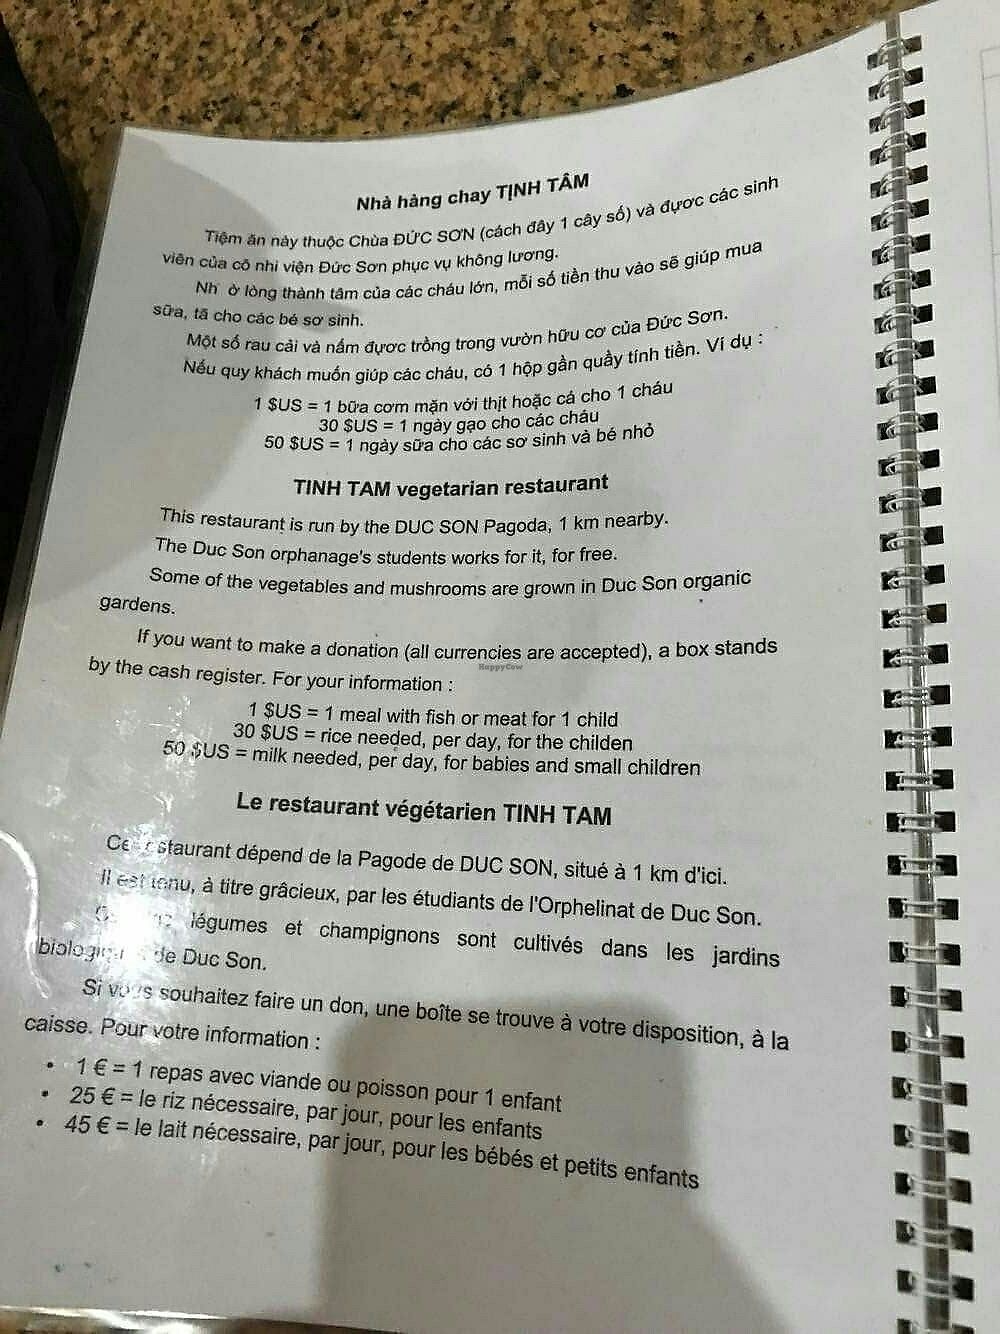 Nhà hàng chay TỊNH TÂM
Tiệm ăn này thuộc Chùa ĐỨC SƠN (cách đây 1 cây số) và được các sinh
viên của cô nhi viện Đức Sơn phục vụ không lương.
Nh ờ lòng thành tâm của các cháu lớn, mỗi số tiền thu vào sẽ giúp mua
sữa, tã cho các bé sơ sinh.
Một số rau cải và nấm được trồng trong vườn hữu cơ của Đức Sơn.
Nếu quy khách muốn giúp các cháu, có 1 hộp gần quầy tính tiền. Ví dụ :
1 $US = 1 bữa cơm mặn với thịt hoặc cá cho 1 cháu
30 $US = 1 ngày gạo cho các cháu
50 $US = 1 ngày sữa cho các sơ sinh và bé nhỏ
TINH TAM vegetarian restaurant
This restaurant is run by the DUC SON Pagoda, 1 km nearby.
The Duc Son orphanage's students works for it, for free.
Some of the vegetables and mushrooms are grown in Duc Son organic
gardens.
If you want to make a donation (all currencies are accepted), a box stands
by the cash register. For your information :
HappyCow
1 $US = 1 meal with fish or meat for 1 child
30 $US = rice needed, per day, for the childen
50 $US = milk needed, per day, for babies and small children
Le restaurant végétarien TINH TAM
Ce restaurant dépend de la Pagode de DUC SON, situé à 1 km d'ici.
Il est tenu, à titre grâcieux, par les étudiants de l'Orphelinat de Duc Son.
légumes et champignons sont cultivés dans les jardins
de Duc Son.
Si vous souhaitez faire un don, une boîte se trouve à votre disposition, à la
caisse. Pour votre information :
• 1 € = 1 repas avec viande ou poisson pour 1 enfant
• 25 € = le riz nécessaire, par jour, pour les enfants
• 45 € = le lait nécessaire, par jour, pour les bébés et petits enfants